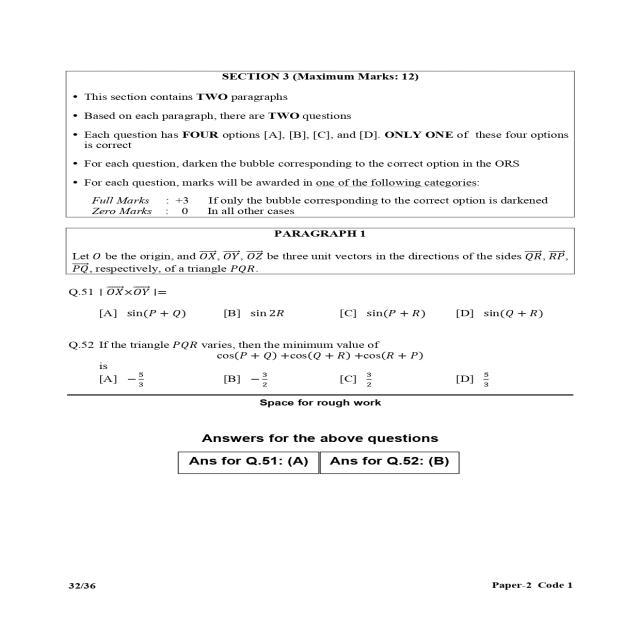 SECTION 3 (Maximum Marks: 12)
• This section contains TWO paragraphs
• Based on each paragraph, there are TWO questions
• Each question has FOUR options [A], [B], [C], and [D]. ONLY ONE of these four options
is correct
• For each question, darken the bubble corresponding to the correct option in the ORS
• For each question, marks will be awarded in one of the following categories:
Full Marks : +3 If only the bubble corresponding to the correct option is darkened
Zero Marks : 0 In all other cases
PARAGRAPH 1
Let O be the origin, and \overrightarrow{OX}, \overrightarrow{OY}, \overrightarrow{OZ} be three unit vectors in the directions of the sides \overrightarrow{QR}, \overrightarrow{RP},
\overrightarrow{PQ}, respectively, of a triangle PQR.
Q.51 | \overrightarrow{OX}×\overrightarrow{OY} |=
[A] sin(P + Q) [B] sin 2R [C] sin(P + R) [D] sin(Q + R)
Q.52 If the triangle PQR varies, then the minimum value of
cos(P + Q) +cos(Q + R) +cos(R + P)
is
[A] −5/3 [B] −3/2 [C] 3/2 [D] 5/3
Space for rough work
Answers for the above questions
Ans for Q.51: (A) Ans for Q.52: (B)
32/36 Paper-2 Code 1